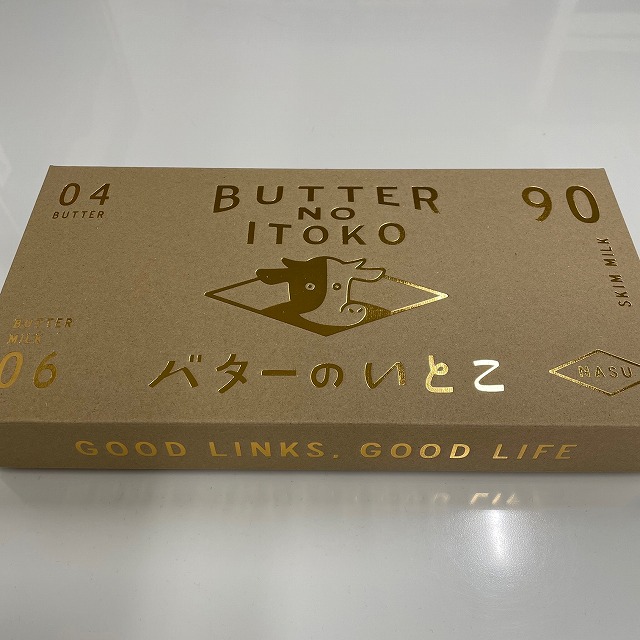 04
BUTTER
BUTTER
NO
ITOKO
90
SKIM MILK
BUTTER
MILK
06
バターのいとこ
MASU
GOOD LINKS. GOOD LIFE